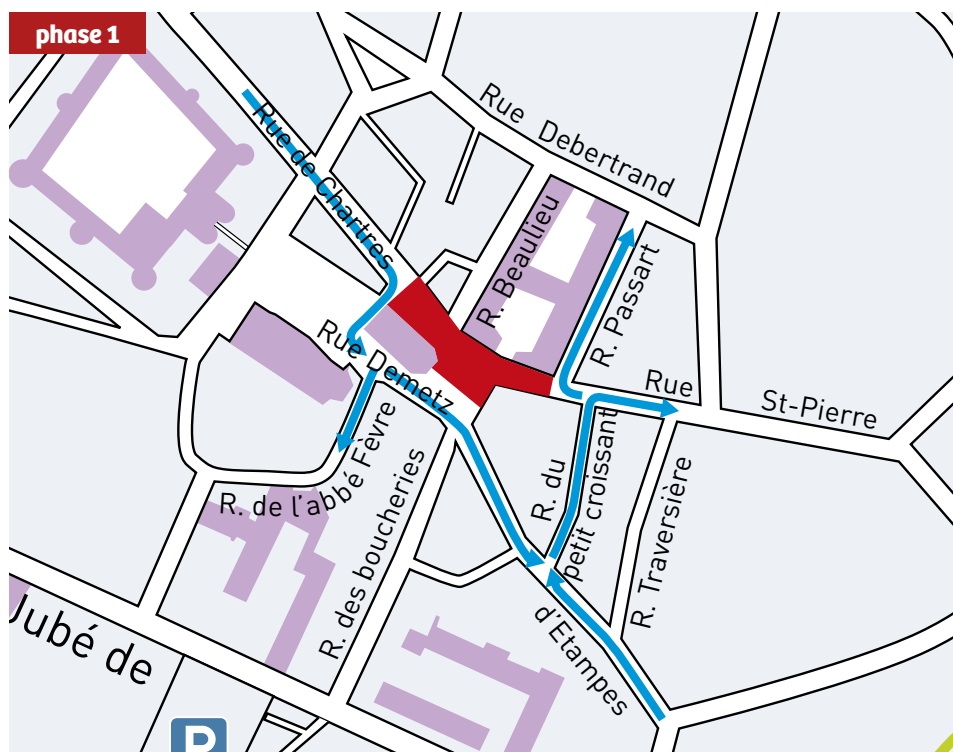 phase 1
Rue Debertrand
Rue de Chartres
R. Beaulieu
R. Passart
Rue Demetz
Rue St-Pierre
R. de l'abbé Fèvre
R. des boucheries
R. du
petit croissant
R. Traversière
d'Etampes
Jubé de
P